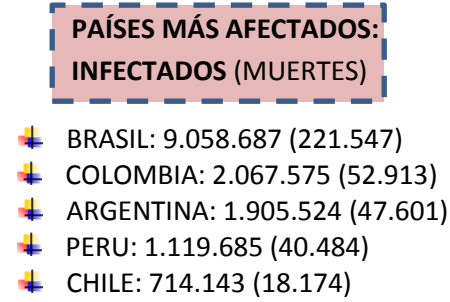 PAÍSES MÁS AFECTADOS:
INFECTADOS (MUERTES)
BRASIL: 9.058.687 (221.547)
COLOMBIA: 2.067.575 (52.913)
ARGENTINA: 1.905.524 (47.601)
PERU: 1.119.685 (40.484)
CHILE: 714.143 (18.174)